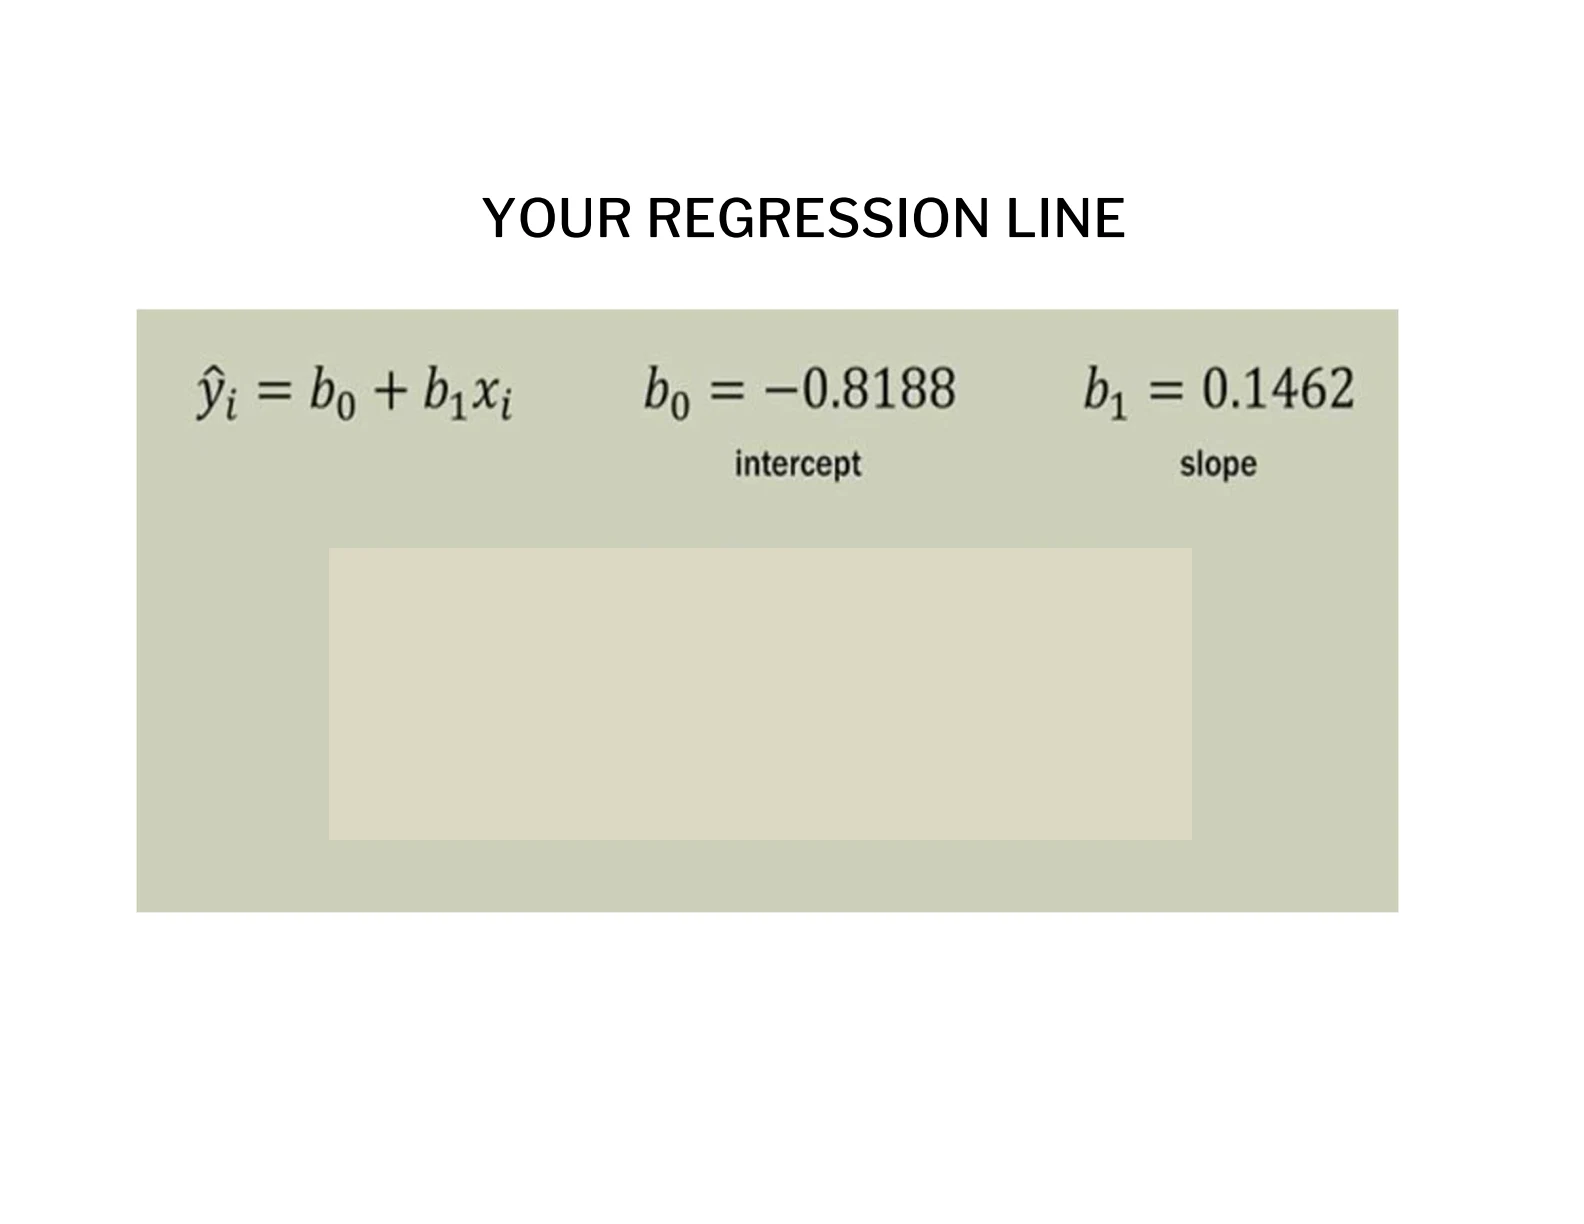 YOUR REGRESSION LINE
ŷᵢ = b₀ + b₁xᵢ b₀ = −0.8188 b₁ = 0.1462
intercept slope